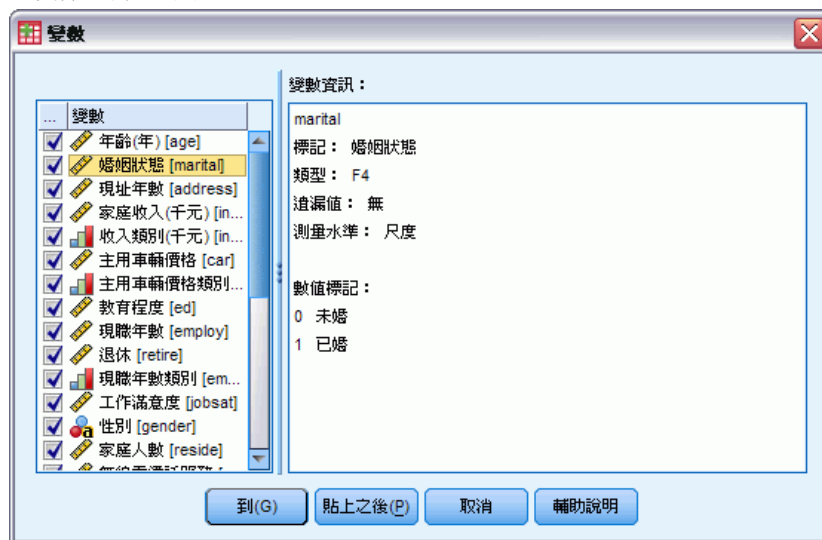 變數
變數資訊：
... 變數
年齡(年) [age]
婚姻狀態 [marital]
現址年數 [address]
家庭收入(千元) [in...
收入類別(千元) [in...
主用車輛價格 [car]
主用車輛價格類別...
教育程度 [ed]
現職年數 [employ]
退休 [retire]
現職年數類別 [em...
工作滿意度 [jobsat]
性別 [gender]
家庭人數 [reside]
marital
標記： 婚姻狀態
類型： F4
遺漏值： 無
測量水準： 尺度
數值標記：
0 未婚
1 已婚
到(G)
貼上之後(P)
取消
輔助說明